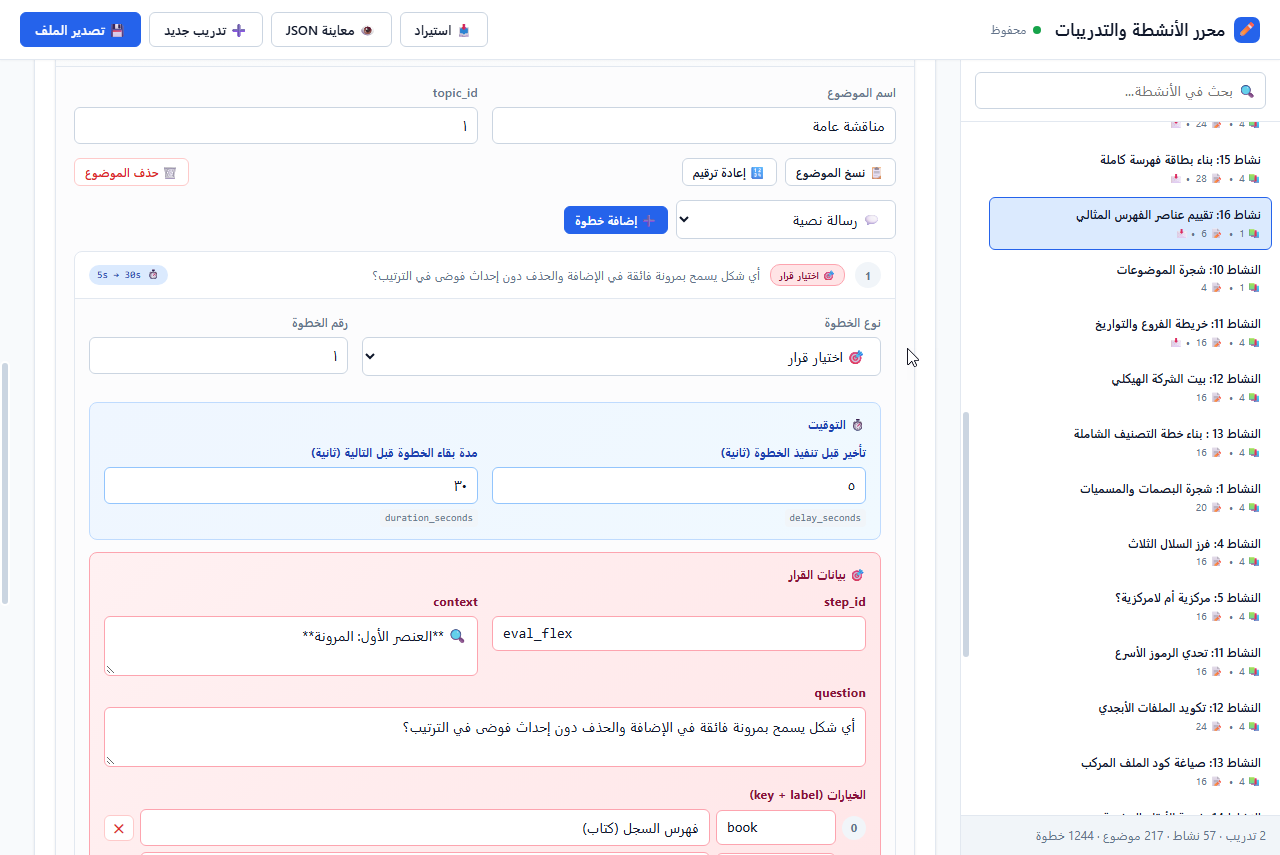 محرر الأنشطة والتدريبات
محفوظ
استيراد
معاينة JSON
تدريب جديد
تصدير الملف
بحث في الأنشطة...
4 • 24 •
نشاط 15: بناء بطاقة فهرسة كاملة
4 • 28 •
نشاط 16: تقييم عناصر الفهرس المثالي
1 • 6 •
النشاط 10: شجرة الموضوعات
1 • 4
النشاط 11: خريطة الفروع والتواريخ
4 • 16 •
النشاط 12: بيت الشركة الهيكلي
4 • 16
النشاط 13 : بناء خطة التصنيف الشاملة
4 • 16
النشاط 1: شجرة البصمات والمسميات
4 • 20
النشاط 4: فرز السلال الثلاث
4 • 16
النشاط 5: مركزية أم لامركزية؟
4 • 16
النشاط 11: تحدي الرموز الأسرع
4 • 16
النشاط 12: تكويد الملفات الأبجدي
4 • 24
النشاط 13: صياغة كود الملف المركب
4 • 16
2 تدريب · 57 نشاط · 217 موضوع · 1244 خطوة
اسم الموضوع
topic_id
مناقشة عامة
١
نسخ الموضوع
إعادة ترقيم
حذف الموضوع
رسالة نصية
إضافة خطوة
1
اختيار قرار
أي شكل يسمح بمرونة فائقة في الإضافة والحذف دون إحداث فوضى في الترتيب؟
5s → 30s
نوع الخطوة
رقم الخطوة
اختيار قرار
١
التوقيت
تأخير قبل تنفيذ الخطوة (ثانية)
مدة بقاء الخطوة قبل التالية (ثانية)
٥
٣٠
delay_seconds
duration_seconds
بيانات القرار
step_id
context
eval_flex
**العنصر الأول: المرونة**
question
أي شكل يسمح بمرونة فائقة في الإضافة والحذف دون إحداث فوضى في الترتيب؟
الخيارات (key + label)
0
book
فهرس السجل (كتاب)